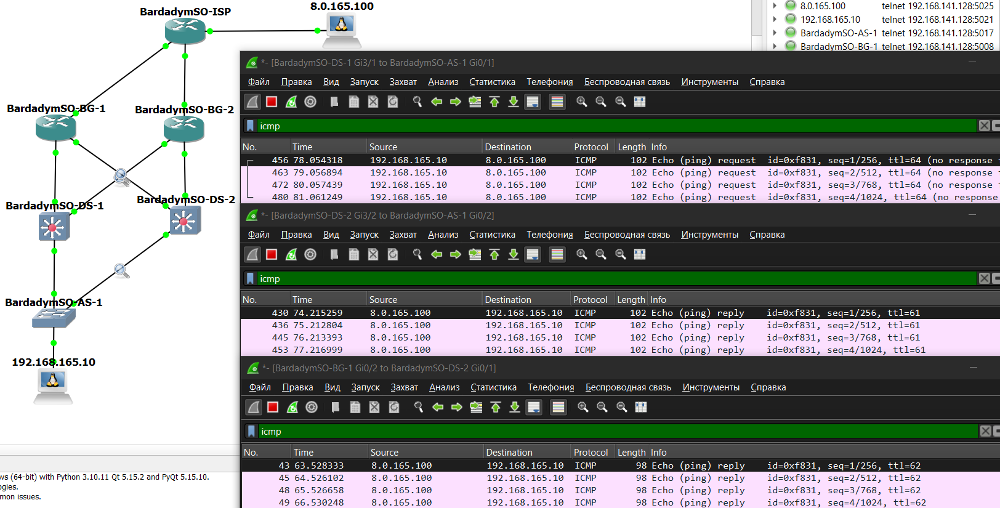 BardadymSO-ISP
8.0.165.100
BardadymSO-BG-1
BardadymSO-BG-2
BardadymSO-DS-1
BardadymSO-DS-2
BardadymSO-AS-1
192.168.165.10
8.0.165.100 telnet 192.168.141.128:5025
192.168.165.10 telnet 192.168.141.128:5021
BardadymSO-AS-1 telnet 192.168.141.128:5017
BardadymSO-BG-1 telnet 192.168.141.128:5008
*- [BardadymSO-DS-1 Gi3/1 to BardadymSO-AS-1 Gi0/1]
Файл Правка Вид Запуск Захват Анализ Статистика Телефония Беспроводная связь Инструменты Справка
icmp
No. Time Source Destination Protocol Length Info
456 78.054318 192.168.165.10 8.0.165.100 ICMP 102 Echo (ping) request id=0xf831, seq=1/256, ttl=64 (no response
463 79.056894 192.168.165.10 8.0.165.100 ICMP 102 Echo (ping) request id=0xf831, seq=2/512, ttl=64 (no response
472 80.057439 192.168.165.10 8.0.165.100 ICMP 102 Echo (ping) request id=0xf831, seq=3/768, ttl=64 (no response
480 81.061249 192.168.165.10 8.0.165.100 ICMP 102 Echo (ping) request id=0xf831, seq=4/1024, ttl=64 (no response
*- [BardadymSO-DS-2 Gi3/2 to BardadymSO-AS-1 Gi0/2]
Файл Правка Вид Запуск Захват Анализ Статистика Телефония Беспроводная связь Инструменты Справка
icmp
No. Time Source Destination Protocol Length Info
430 74.215259 8.0.165.100 192.168.165.10 ICMP 102 Echo (ping) reply id=0xf831, seq=1/256, ttl=61
436 75.212804 8.0.165.100 192.168.165.10 ICMP 102 Echo (ping) reply id=0xf831, seq=2/512, ttl=61
445 76.213393 8.0.165.100 192.168.165.10 ICMP 102 Echo (ping) reply id=0xf831, seq=3/768, ttl=61
453 77.216999 8.0.165.100 192.168.165.10 ICMP 102 Echo (ping) reply id=0xf831, seq=4/1024, ttl=61
*- [BardadymSO-BG-1 Gi0/2 to BardadymSO-DS-2 Gi0/1]
Файл Правка Вид Запуск Захват Анализ Статистика Телефония Беспроводная связь Инструменты Справка
icmp
No. Time Source Destination Protocol Length Info
43 63.528333 8.0.165.100 192.168.165.10 ICMP 98 Echo (ping) reply id=0xf831, seq=1/256, ttl=62
45 64.526102 8.0.165.100 192.168.165.10 ICMP 98 Echo (ping) reply id=0xf831, seq=2/512, ttl=62
48 65.526658 8.0.165.100 192.168.165.10 ICMP 98 Echo (ping) reply id=0xf831, seq=3/768, ttl=62
49 66.530248 8.0.165.100 192.168.165.10 ICMP 98 Echo (ping) reply id=0xf831, seq=4/1024, ttl=62
ws (64-bit) with Python 3.10.11 Qt 5.15.2 and PyQt 5.15.10.
ogies.
mon issues.